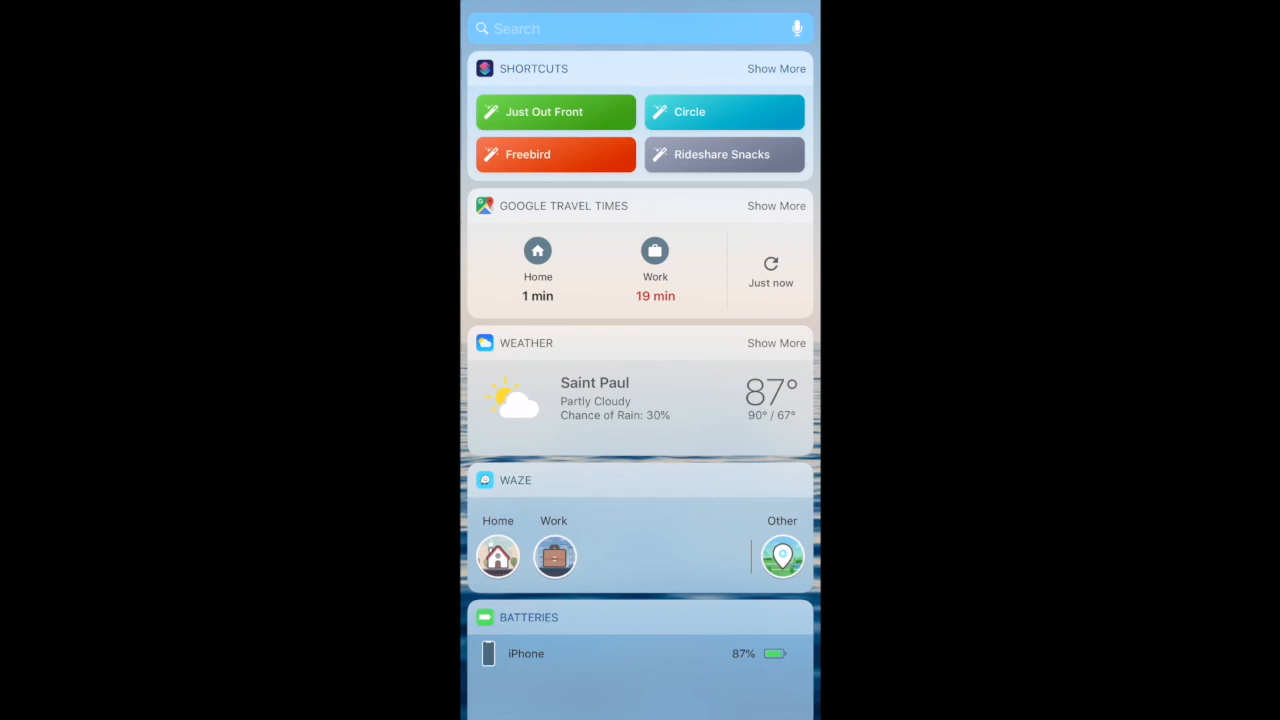 Search
SHORTCUTS Show More
Just Out Front Circle
Freebird Rideshare Snacks
GOOGLE TRAVEL TIMES Show More
Home Work
1 min 19 min Just now
WEATHER Show More
Saint Paul 87°
Partly Cloudy
Chance of Rain: 30% 90° / 67°
WAZE
Home Work Other
BATTERIES
iPhone 87%